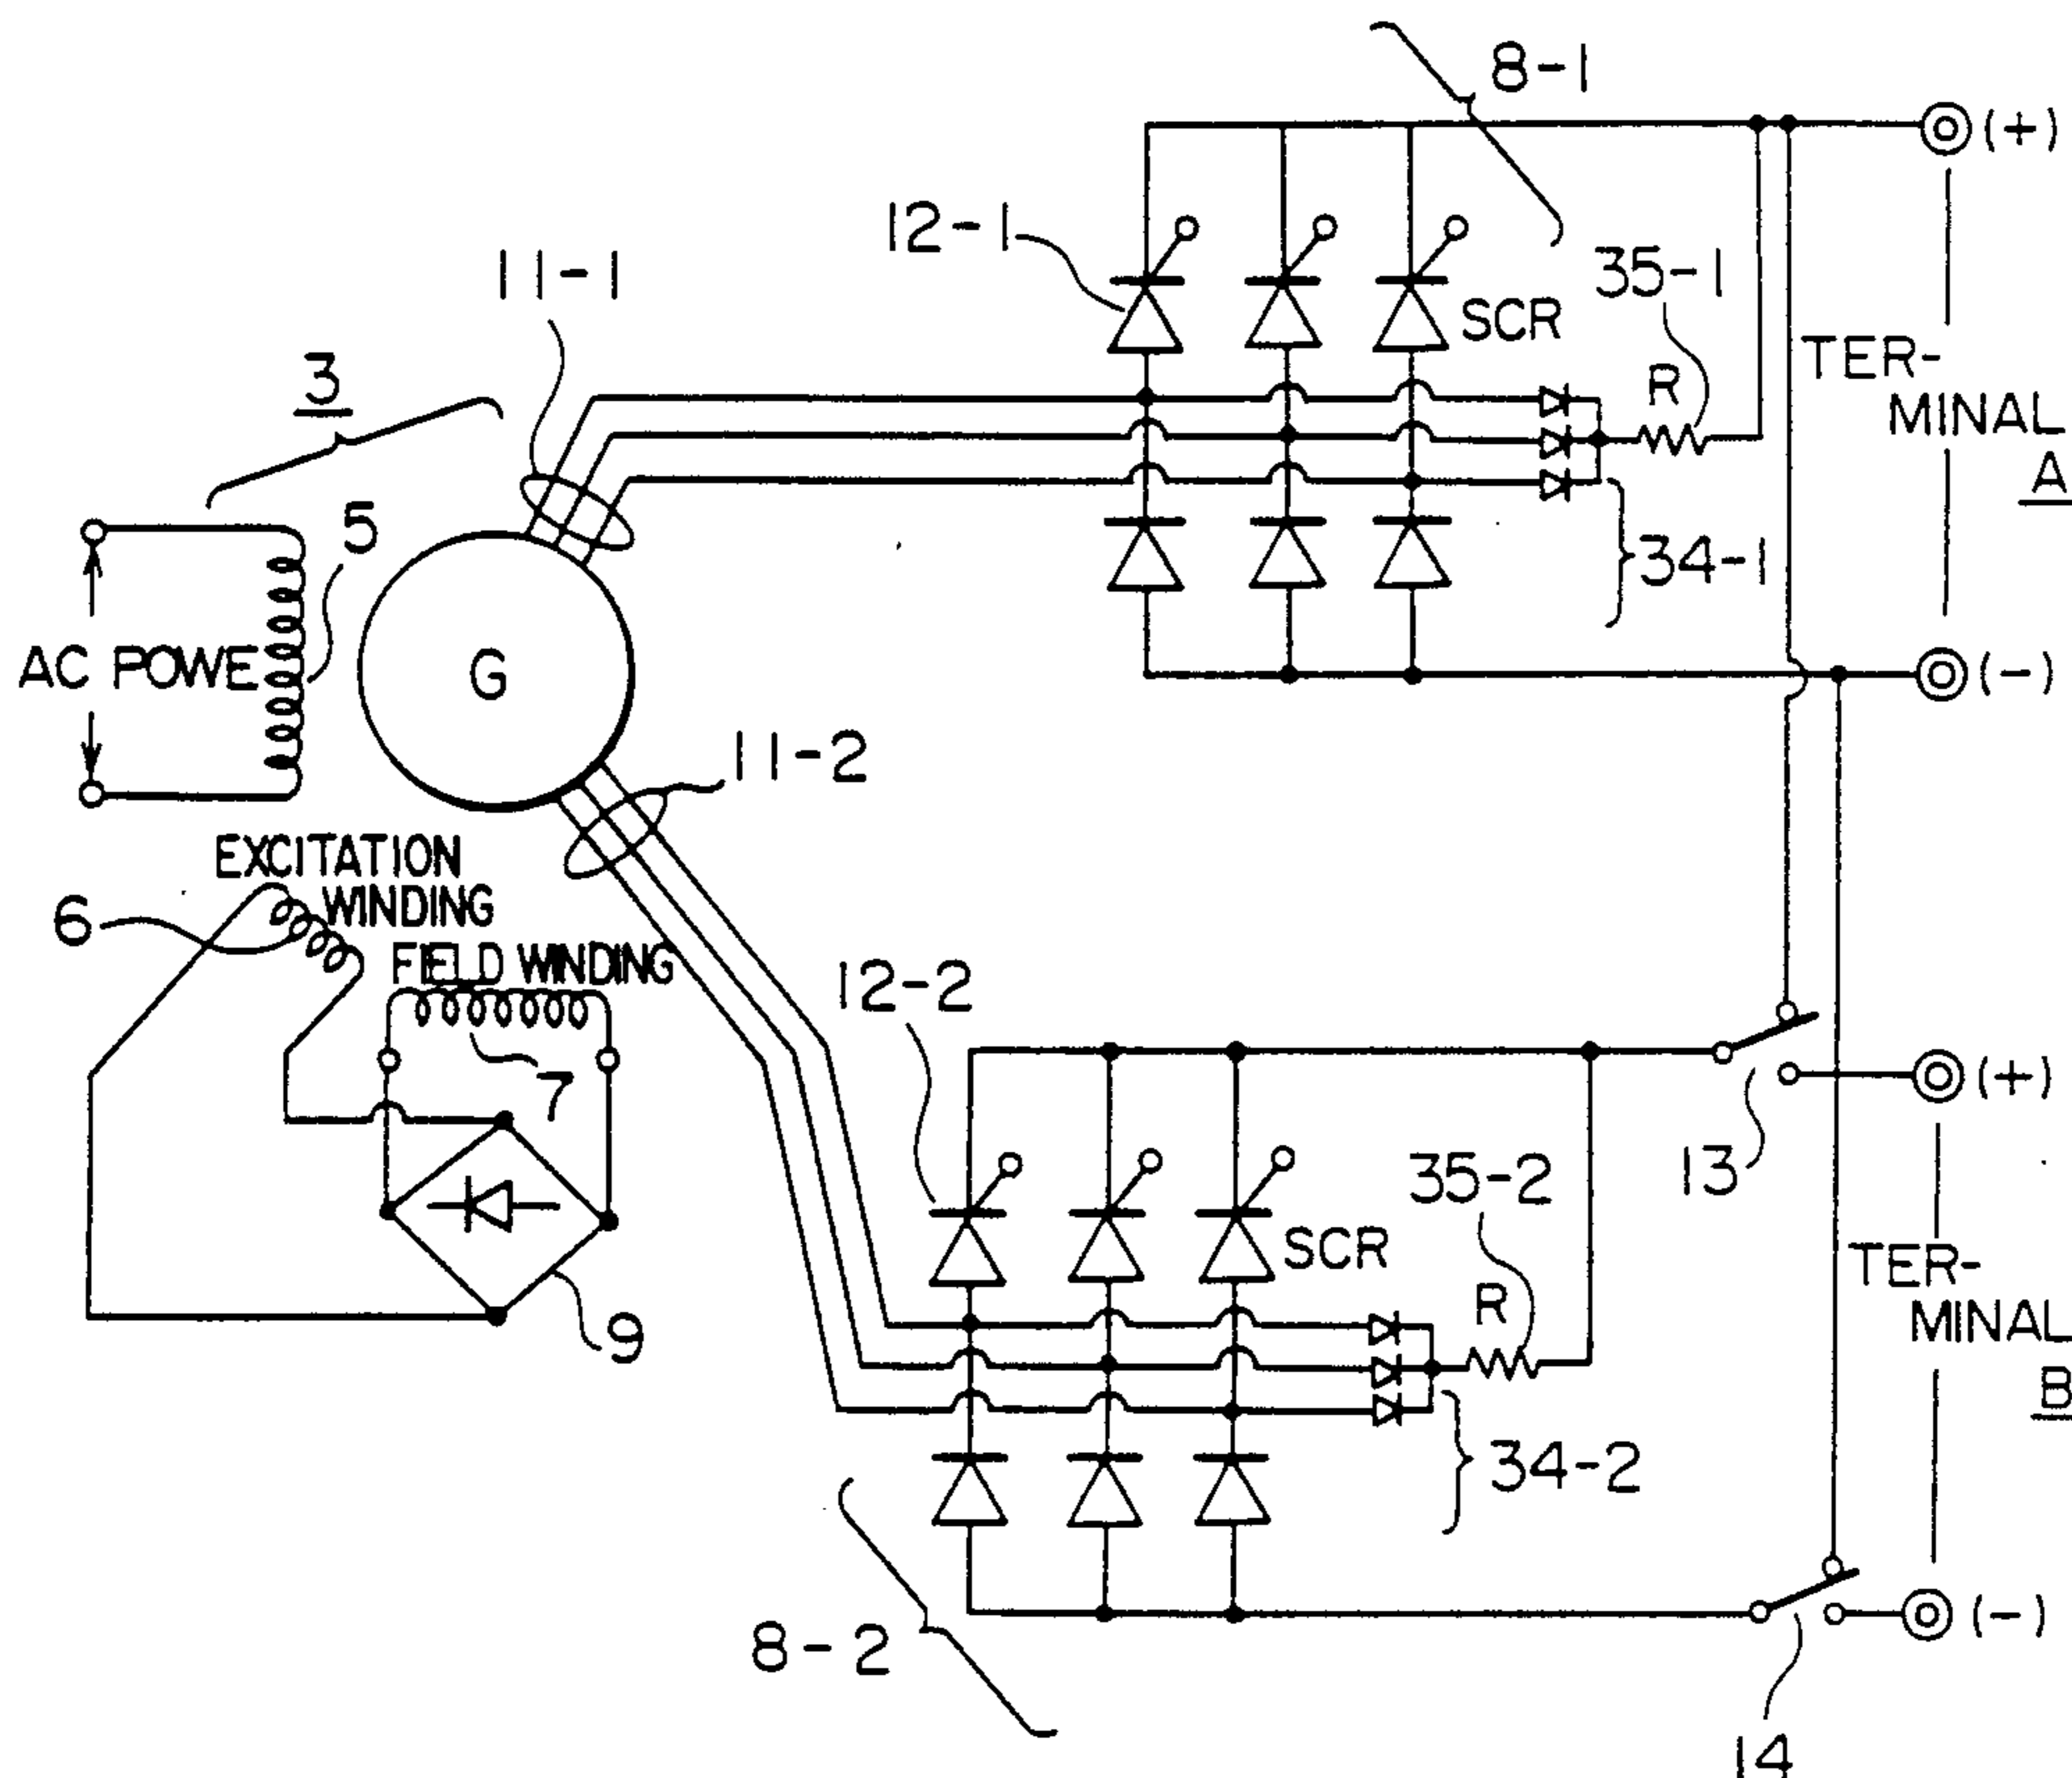 8-1
(+)
12-1
11-1
35-1
SCR
3
R
TER-
MINAL
A
5
34-1
AC POWE
G
(-)
11-2
EXCITATION
WINDING
6
FIELD WINDING
12-2
7
(+)
13
35-2
SCR
TER-
MINAL
R
9
B
34-2
8-2
(-)
14